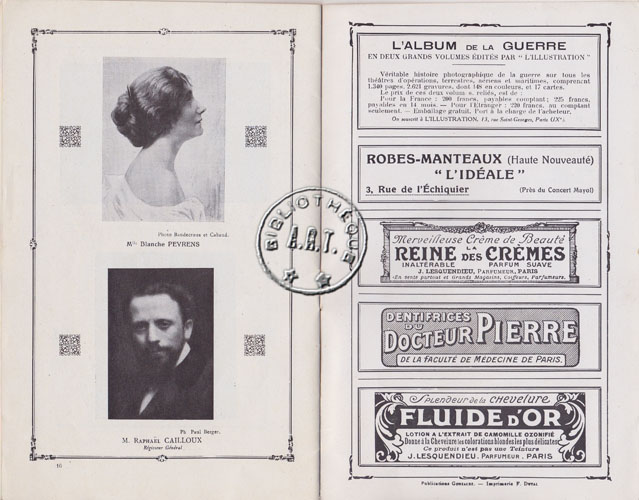 Photo Bandecroux et Cabaud.
Mlle Blanche PEYRENS
Ph. Paul Berger.
M. RAPHAËL CAILLOUX
Régisseur Général
16
L'ALBUM DE LA GUERRE
EN DEUX GRANDS VOLUMES ÉDITÉS PAR "L'ILLUSTRATION"
Véritable histoire photographique de la guerre sur tous les
théâtres d'opérations, terrestres, aériens et maritimes, comprenant
1.340 pages, 2.621 gravures, dont 148 en couleurs, et 17 cartes.
Le prix de ces deux volumes, reliés, est de :
Pour la France : 200 francs, payables comptant ; 225 francs,
payables en 14 mois. — Pour l'Etranger : 220 francs, au comptant
seulement. — Emballage gratuit. Port à la charge de l'acheteur.
On souscrit à L'ILLUSTRATION, 13, rue Saint-Georges, Paris (IXe).
ROBES-MANTEAUX (Haute Nouveauté)
"L'IDÉALE"
3, Rue de l'Échiquier (Près du Concert Mayol)
BIBLIOTHÈQUE
A.R.T.
Merveilleuse Crème de Beauté
LA REINE DES CRÈMES
INALTÉRABLE PARFUM SUAVE
J. LESQUENDIEU, PARFUMEUR, PARIS
En vente partout et Grands Magasins, Coiffeurs, Parfumeurs.
DENTIFRICES
DU
DOCTEUR PIERRE
DE LA FACULTÉ DE MÉDECINE DE PARIS.
Splendeur de la chevelure
FLUIDE D'OR
LOTION A L'EXTRAIT DE CAMOMILLE OZONIFIÉ
Donne à la Chevelure les colorations blondes les plus délicates
Ce produit n'est pas une Teinture
J. LESQUENDIEU, PARFUMEUR, PARIS